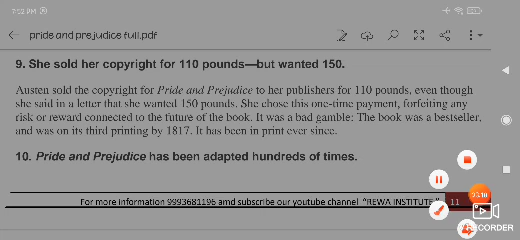 7:52 PM
pride and prejudice full.pdf
9. She sold her copyright for 110 pounds—but wanted 150.
Austen sold the copyright for Pride and Prejudice to her publishers for 110 pounds, even though
she said in a letter that she wanted 150 pounds. She chose this one-time payment, forfeiting any
risk or reward connected to the future of the book. It was a bad gamble: The book was a bestseller,
and was on its third printing by 1817. It has been in print ever since.
10. Pride and Prejudice has been adapted hundreds of times.
For more information 9993681196 amd subscribe our youtube channel "REWA INSTITUTE" 11